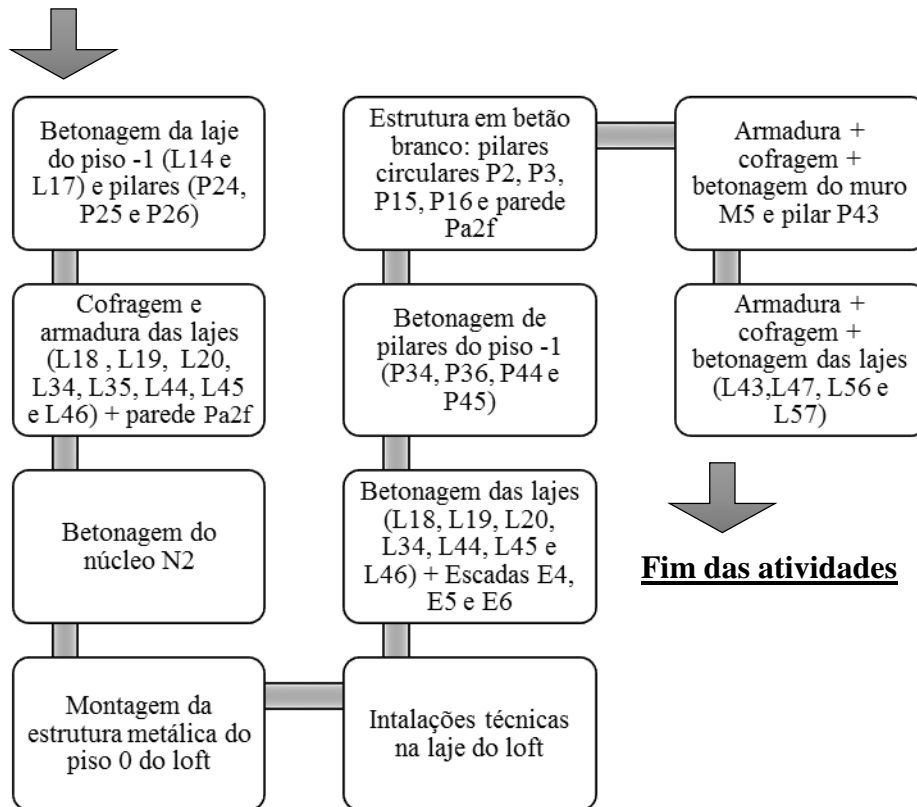 Betonagem da laje
do piso -1 (L14 e
L17) e pilares (P24,
P25 e P26)
Cofragem e
armadura das lajes
(L18 , L19, L20,
L34, L35, L44, L45
e L46) + parede Pa2f
Betonagem do
núcleo N2
Montagem da
estrutura metálica do
piso 0 do loft
Intalações técnicas
na laje do loft
Betonagem das lajes
(L18, L19, L20,
L34, L44, L45 e
L46) + Escadas E4,
E5 e E6
Betonagem de
pilares do piso -1
(P34, P36, P44 e
P45)
Estrutura em betão
branco: pilares
circulares P2, P3,
P15, P16 e parede
Pa2f
Armadura +
cofragem +
betonagem do muro
M5 e pilar P43
Armadura +
cofragem +
betonagem das lajes
(L43,L47, L56 e
L57)
Fim das atividades